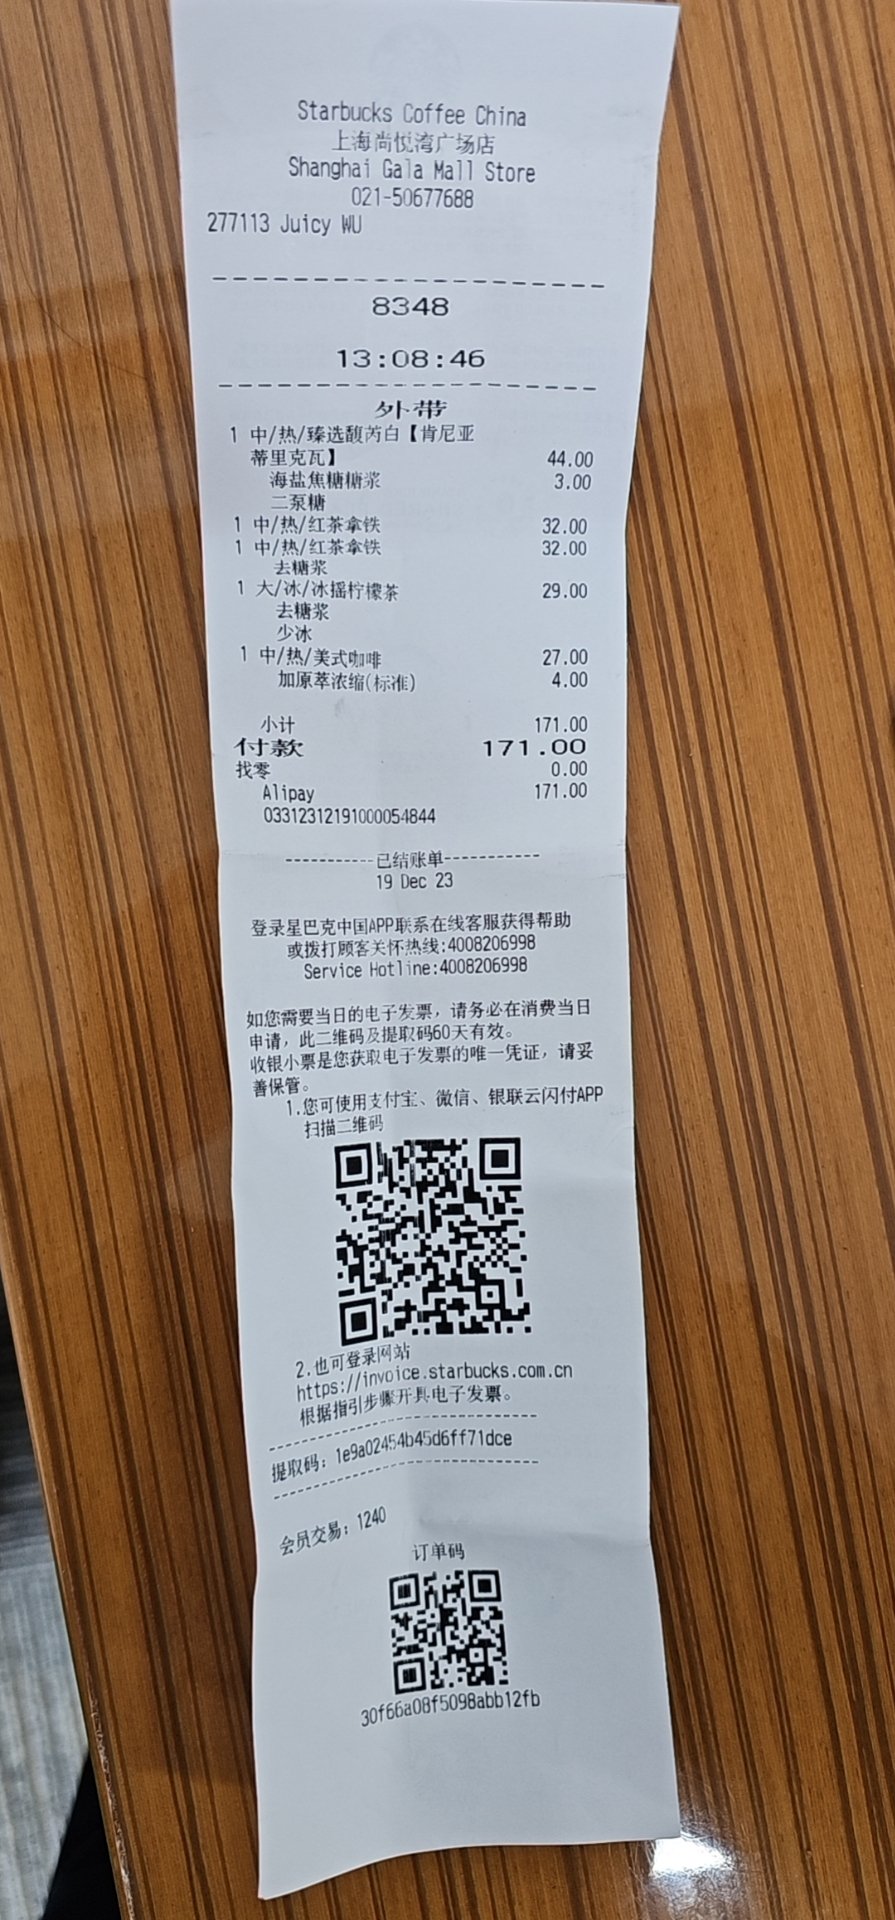 Starbucks Coffee China
上海尚悦湾广场店
Shanghai Gala Mall Store
021-50677688
277113 Juicy WU
8348
13:08:46
外带
1 中/热/臻选馥芮白【肯尼亚
蒂里克瓦】 44.00
海盐焦糖糖浆 3.00
二泵糖
1 中/热/红茶拿铁 32.00
1 中/热/红茶拿铁 32.00
去糖浆
1 大/冰/冰摇柠檬茶 29.00
去糖浆
少冰
1 中/热/美式咖啡 27.00
加原萃浓缩(标准) 4.00
小计 171.00
付款 171.00
找零 0.00
Alipay 171.00
03312312191000054844
-----------已结账单-----------
19 Dec 23
登录星巴克中国APP联系在线客服获得帮助
或拨打顾客关怀热线:4008206998
Service Hotline:4008206998
如您需要当日的电子发票，请务必在消费当日
申请，此二维码及提取码60天有效。
收银小票是您获取电子发票的唯一凭证，请妥
善保管。
1.您可使用支付宝、微信、银联云闪付APP
扫描二维码
2.也可登录网站
https://invoice.starbucks.com.cn
根据指引步骤开具电子发票。
提取码：1e9a02454b45d6ff71dce
会员交易：1240
订单码
30f66a08f5098abb12fb